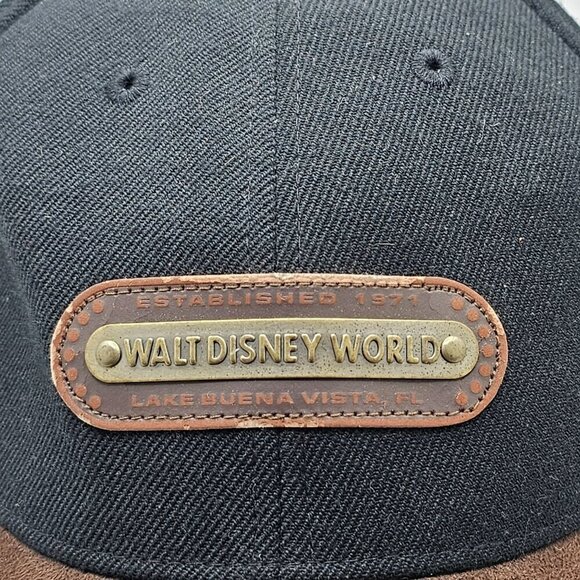 ESTABLISHED 1971
WALT DISNEY WORLD
LAKE BUENA VISTA, FL